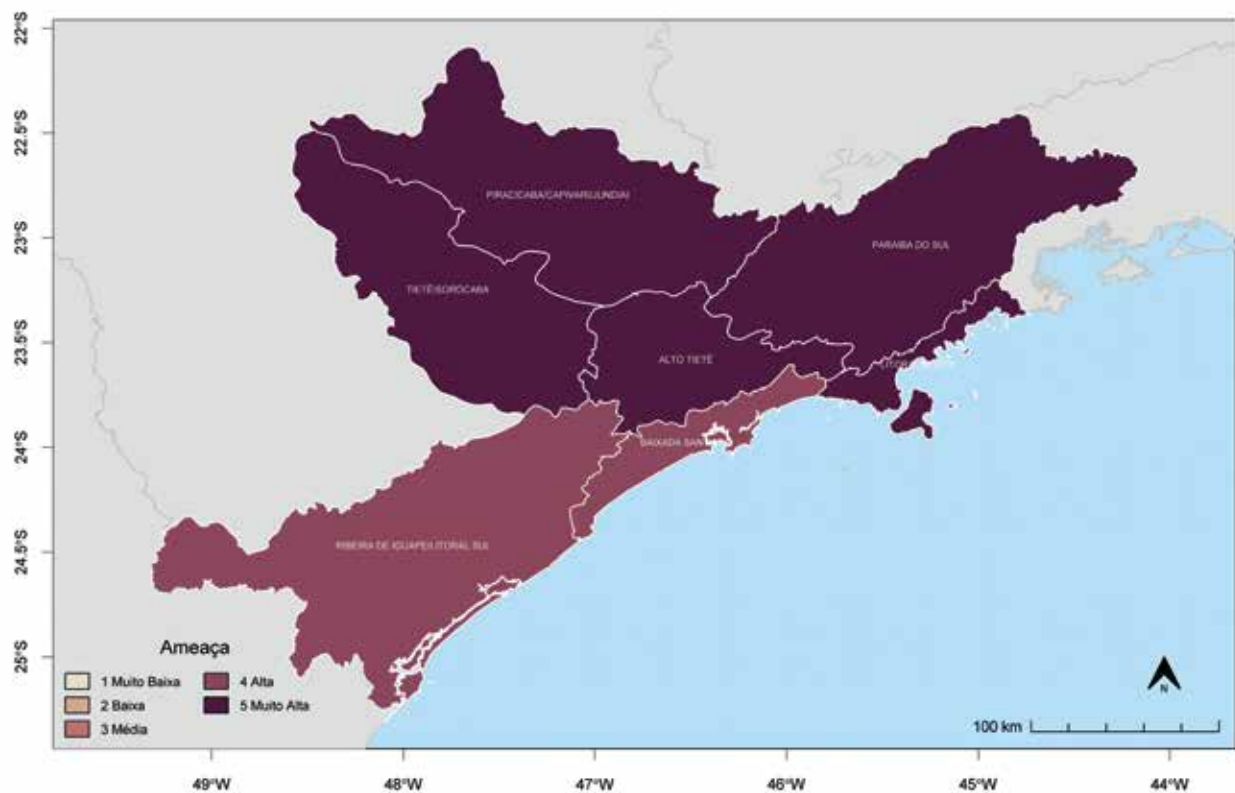 22°S
22.5°S
23°S
23.5°S
24°S
24.5°S
25°S
PIRACICABA/CAPIVARI/JUNDIAÍ
PARAÍBA DO SUL
TIETÊ/SOROCABA
ALTO TIETÊ
BAIXADA SAN
RIBEIRA DE IGUAPE/LITORAL SUL
Ameaça
1 Muito Baixa
4 Alta
2 Baixa
5 Muito Alta
3 Média
N
100 km
49°W
48°W
47°W
46°W
45°W
44°W